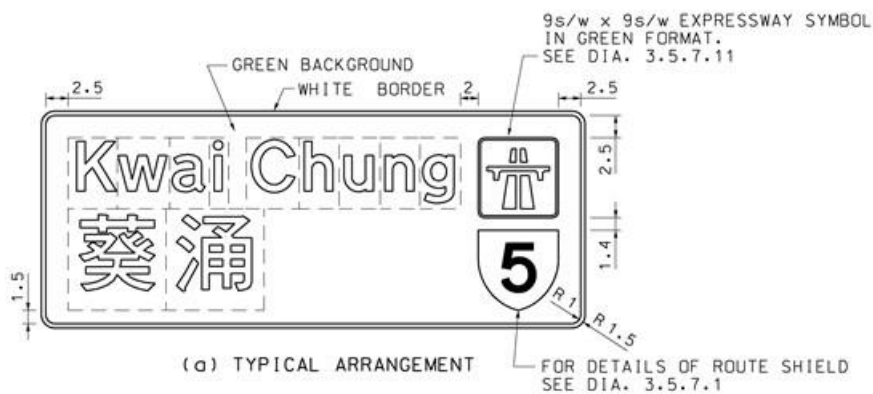 9s/w x 9s/w EXPRESSWAY SYMBOL
IN GREEN FORMAT.
SEE DIA. 3.5.7.11
GREEN BACKGROUND
WHITE BORDER
2.5
2
2.5
Kwai Chung
葵涌
2.5
1.4
1.5
5
R 1
R 1.5
(a) TYPICAL ARRANGEMENT
FOR DETAILS OF ROUTE SHIELD
SEE DIA. 3.5.7.1